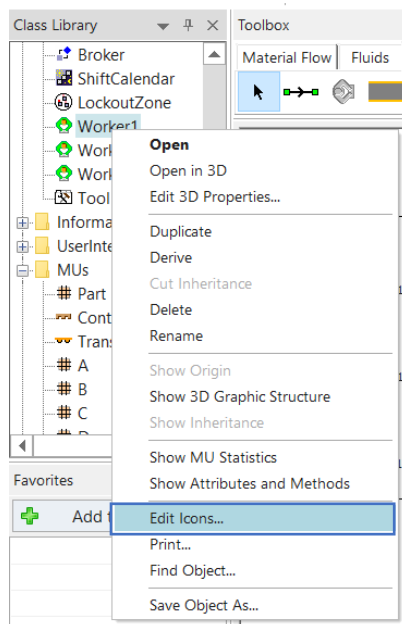 Class Library
Toolbox
Broker
Material Flow
Fluids
ShiftCalendar
LockoutZone
Worker1
Open
Open in 3D
Tool
Edit 3D Properties...
Duplicate
MUs
Derive
Part
Cut Inheritance
Delete
Rename
A
Show Origin
B
Show 3D Graphic Structure
C
Show Inheritance
Show MU Statistics
Favorites
Show Attributes and Methods
Add
Edit Icons...
Print...
Find Object...
Save Object As...